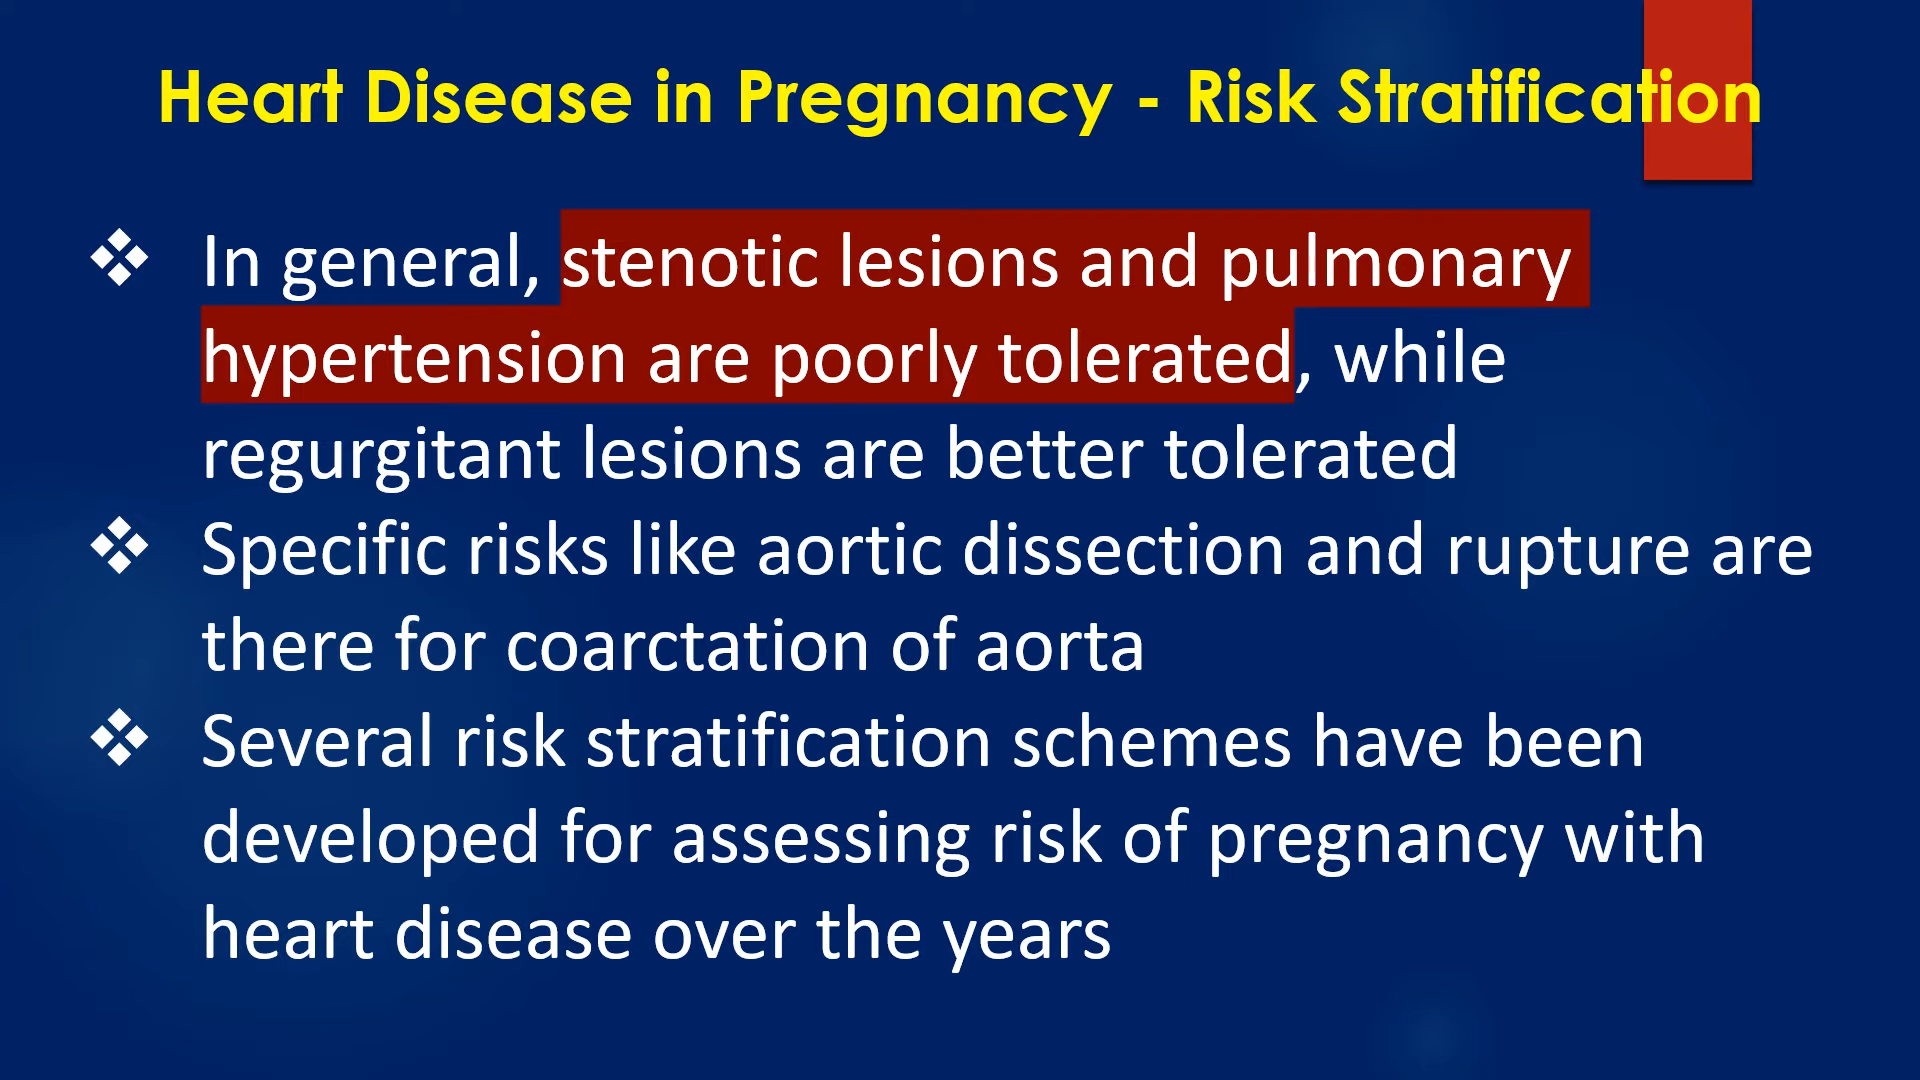 Heart Disease in Pregnancy - Risk Stratification
❖ In general, stenotic lesions and pulmonary
hypertension are poorly tolerated, while
regurgitant lesions are better tolerated
❖ Specific risks like aortic dissection and rupture are
there for coarctation of aorta
❖ Several risk stratification schemes have been
developed for assessing risk of pregnancy with
heart disease over the years